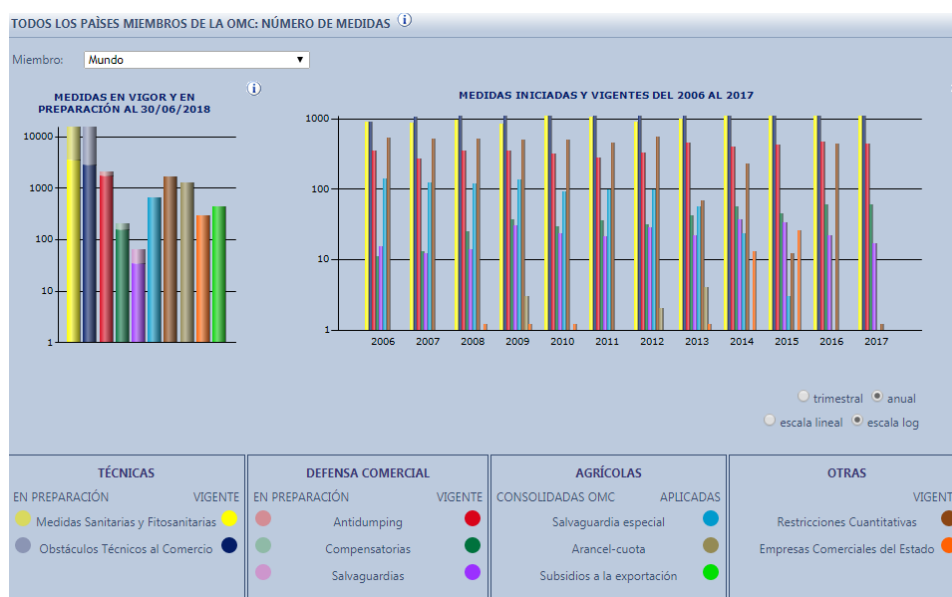 TODOS LOS PAÌSES MIEMBROS DE LA OMC: NÚMERO DE MEDIDAS i
Miembro: Mundo
MEDIDAS EN VIGOR Y EN
PREPARACIÓN AL 30/06/2018
i
10000
1000
100
10
1
MEDIDAS INICIADAS Y VIGENTES DEL 2006 AL 2017
1000
100
10
1
2006 2007 2008 2009 2010 2011 2012 2013 2014 2015 2016 2017
trimestral anual
escala lineal escala log
TÉCNICAS
EN PREPARACIÓN VIGENTE
Medidas Sanitarias y Fitosanitarias
Obstáculos Técnicos al Comercio
DEFENSA COMERCIAL
EN PREPARACIÓN VIGENTE
Antidumping
Compensatorias
Salvaguardias
AGRÍCOLAS
CONSOLIDADAS OMC APLICADAS
Salvaguardia especial
Arancel-cuota
Subsidios a la exportación
OTRAS
VIGENT
Restricciones Cuantitativas
Empresas Comerciales del Estado